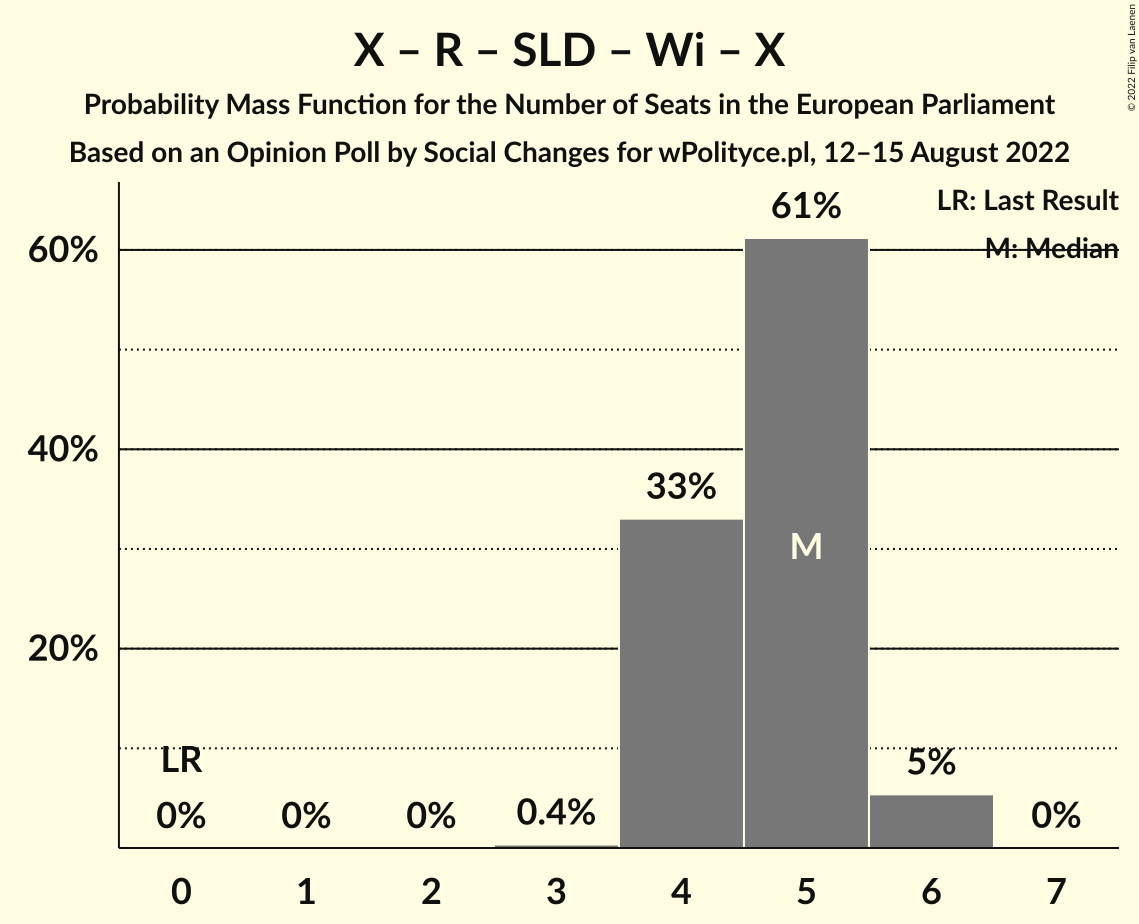 X – R – SLD – Wi – X
Probability Mass Function for the Number of Seats in the European Parliament
Based on an Opinion Poll by Social Changes for wPolityce.pl, 12–15 August 2022
© 2022 Filip van Laenen
LR: Last Result
M: Median
61%
60%
40%
33%
M
20%
LR
5%
0% 0% 0% 0.4% 0%
0 1 2 3 4 5 6 7